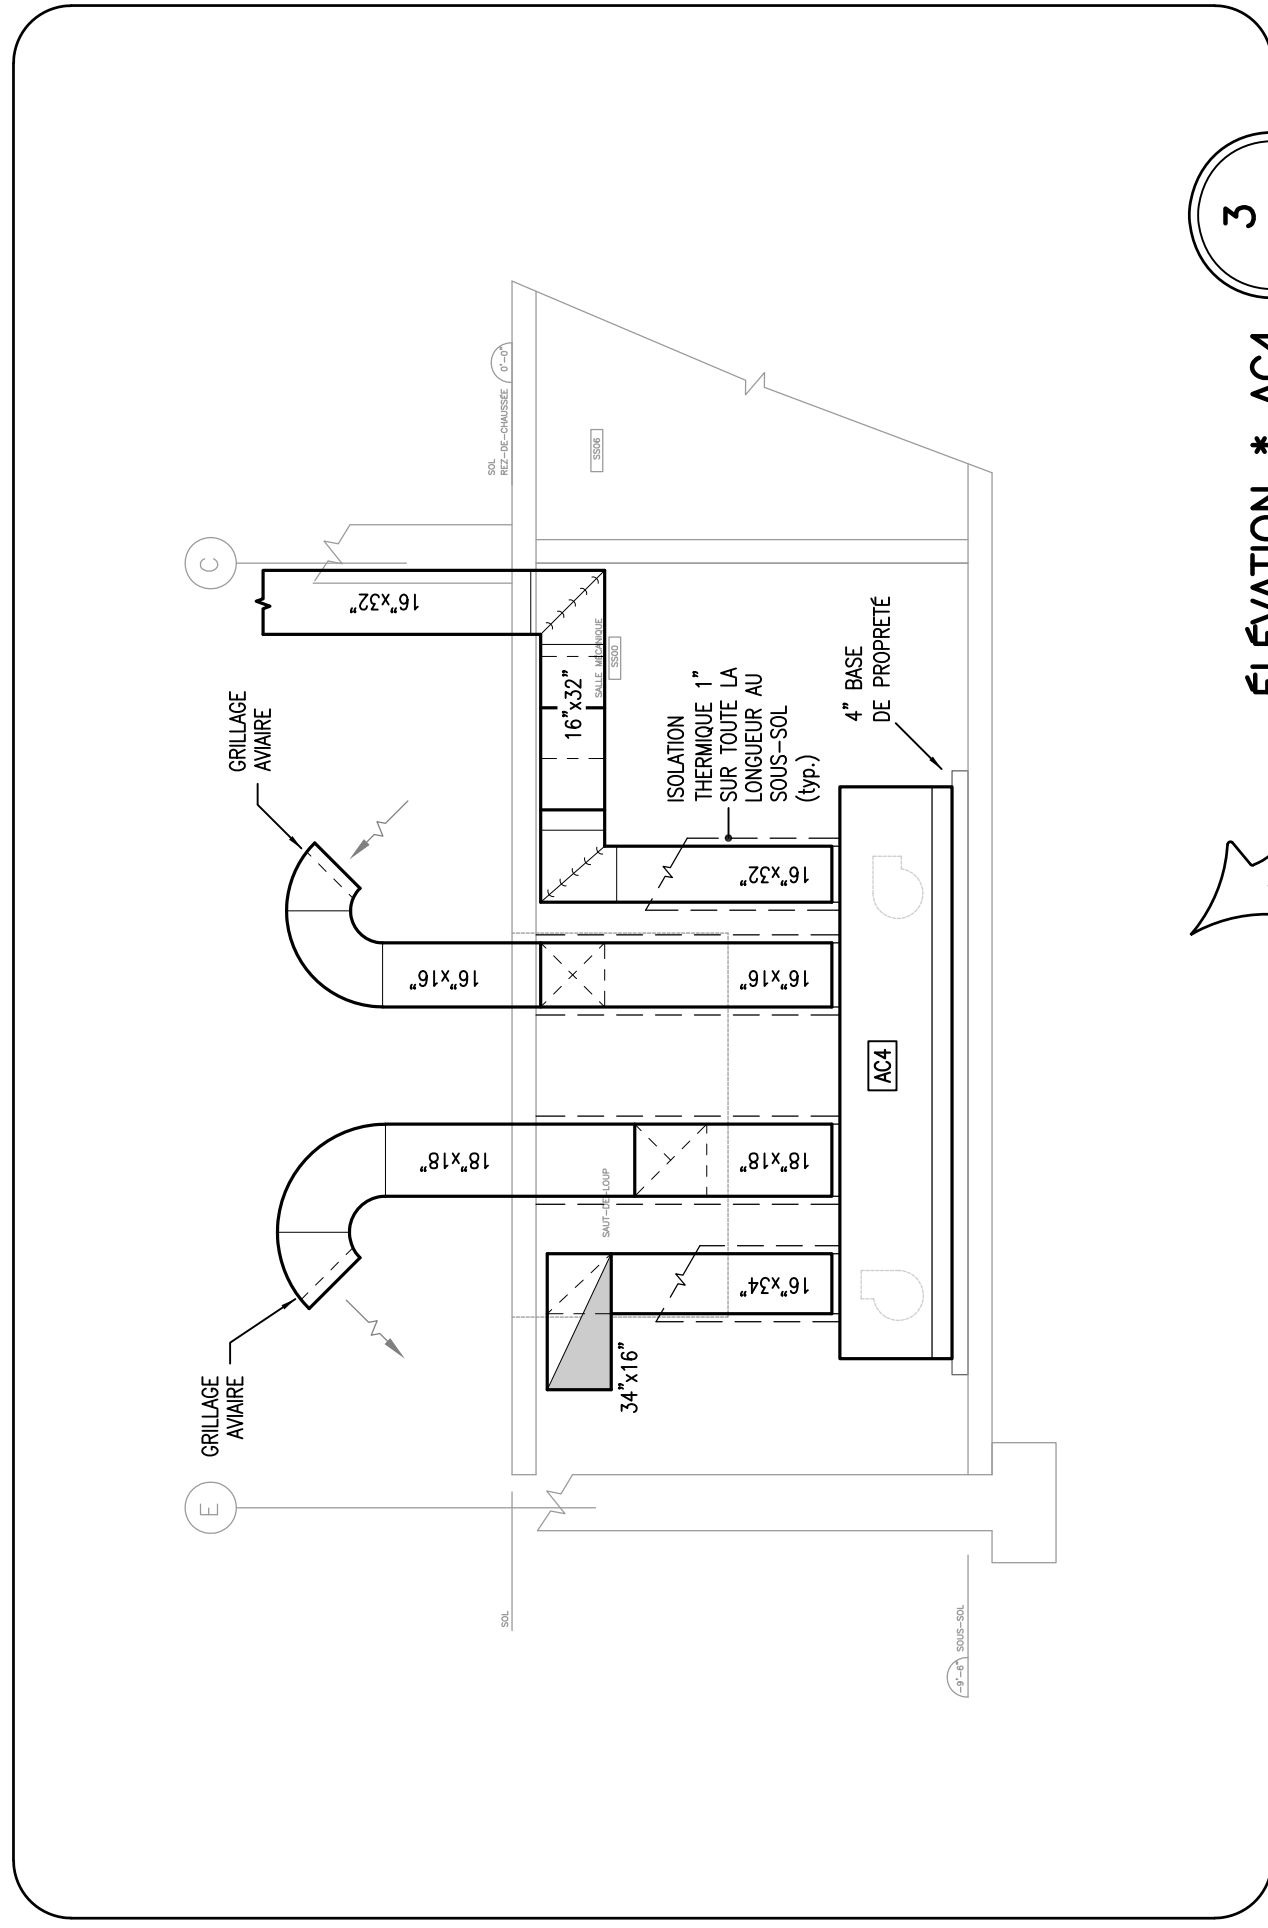 E
C
GRILLAGE
AVIAIRE
GRILLAGE
AVIAIRE
16"x32"
16"x16"
18"x18"
SOL
SOL
REZ-DE-CHAUSSÉE
0'-0"
SS06
SALLE MÉCANIQUE
SS00
16"x32"
SAUT-DE-LOUP
34"x16"
16"x34"
18"x18"
16"x16"
16"x32"
ISOLATION
THERMIQUE 1"
SUR TOUTE LA
LONGUEUR AU
SOUS-SOL
(typ.)
4" BASE
DE PROPRETÉ
AC4
-9'-6"
SOUS-SOL
ÉLÉVATION * AC4
3